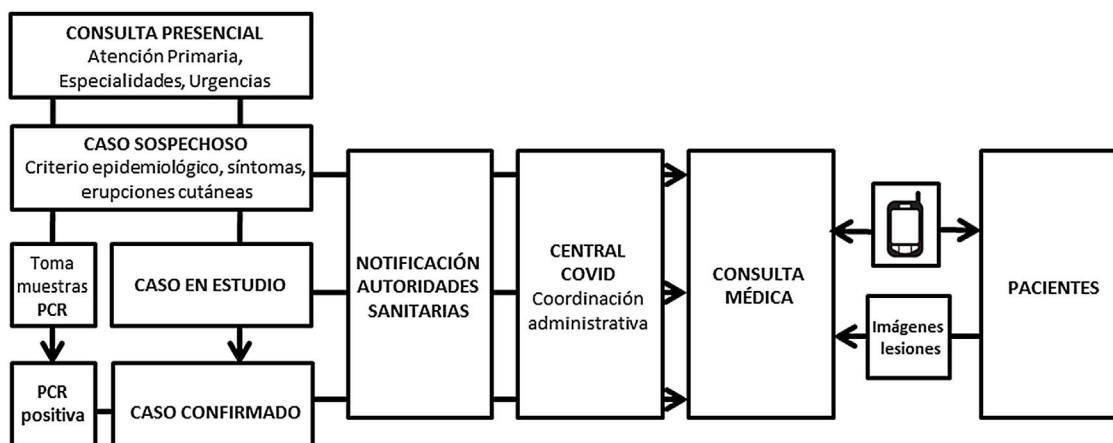 CONSULTA PRESENCIAL
Atención Primaria,
Especialidades, Urgencias
CASO SOSPECHOSO
Criterio epidemiológico, síntomas,
erupciones cutáneas
Toma
muestras
PCR
CASO EN ESTUDIO
PCR
positiva
CASO CONFIRMADO
NOTIFICACIÓN
AUTORIDADES
SANITARIAS
CENTRAL
COVID
Coordinación
administrativa
CONSULTA
MÉDICA
Imágenes
lesiones
PACIENTES